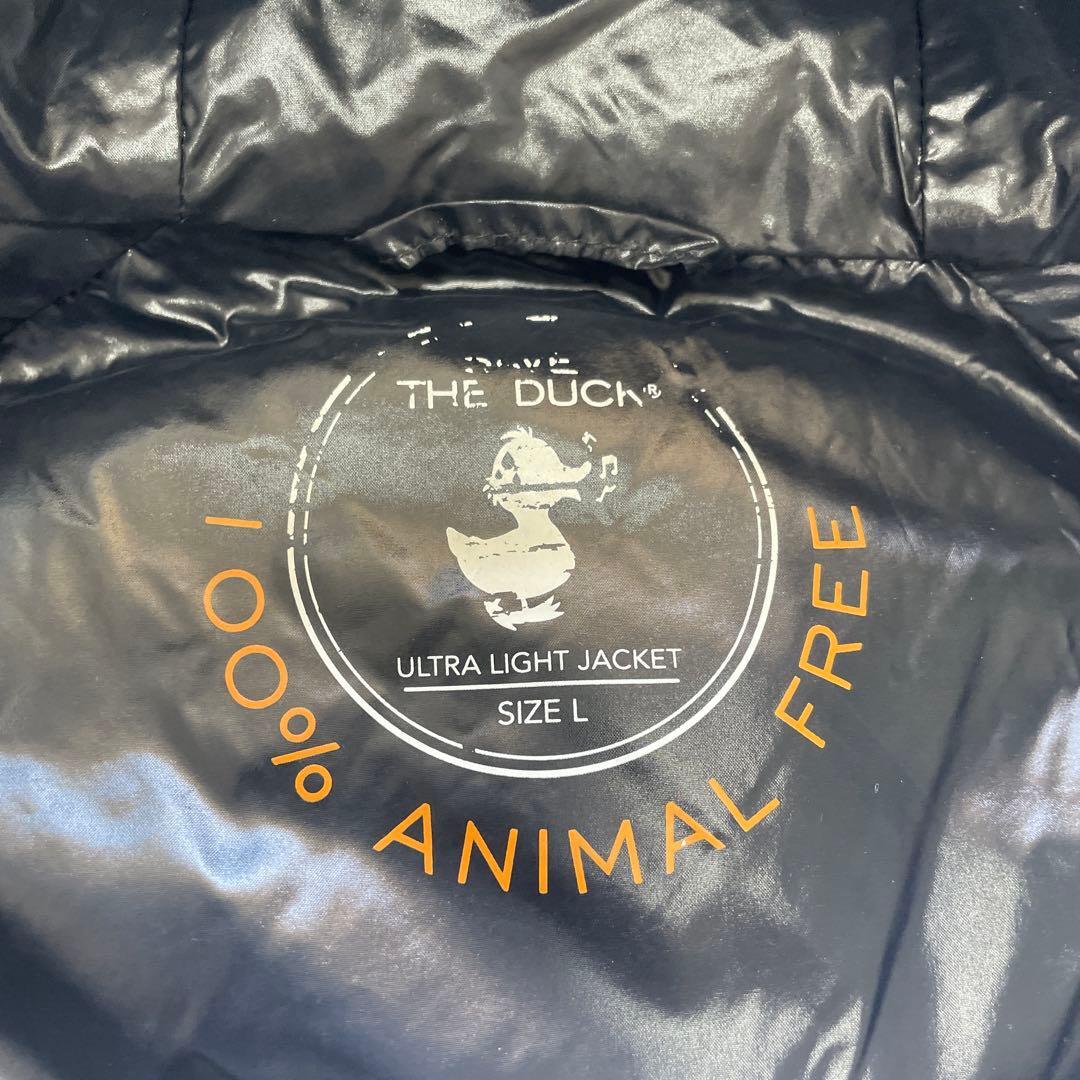 THE DUCK®
ULTRA LIGHT JACKET
SIZE L
100% ANIMAL FREE